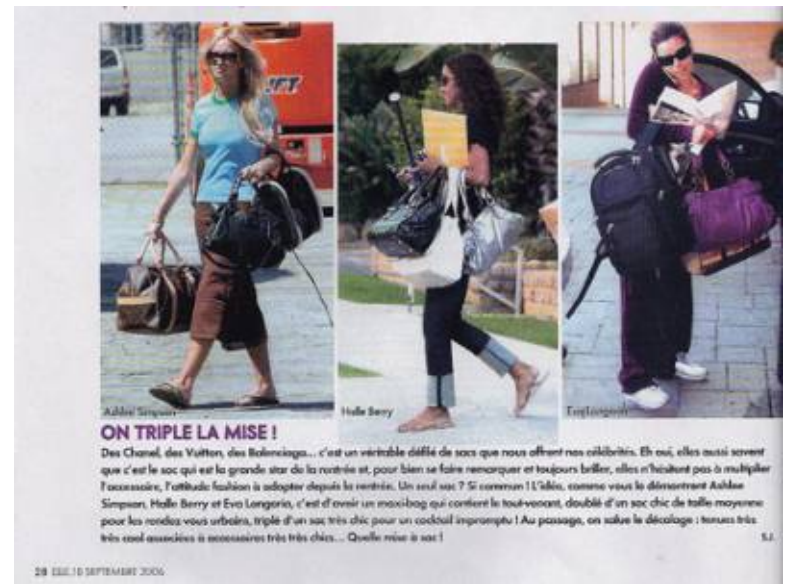 Ashlee Simpson
Halle Berry
Eva Longoria
ON TRIPLE LA MISE !
Des Chanel, des Vuitton, des Balenciaga... c'est un véritable défilé de sacs que nous offrent nos célébrités. Eh oui, elles aussi savent
que c'est le sac qui est la grande star de la rentrée et, pour bien se faire remarquer et toujours briller, elles n'hésitent pas à multiplier
l'accessoire, l'attitude fashion à adopter depuis la rentrée. Un seul sac ? Si commun ! L'idée, comme vous le démontrent Ashlee
Simpson, Halle Berry et Eva Longoria, c'est d'avoir un maxi-bag qui contient le tout-venant, doublé d'un sac chic de taille moyenne
pour les rendez-vous urbains, triplé d'un sac très chic pour un cocktail impromptu ! Au passage, on salue le décalage : tenues très
très cool associées à accessoires très très chics... Quelle mise à sac !
S.J.
28 ELLE 18 SEPTEMBRE 2006